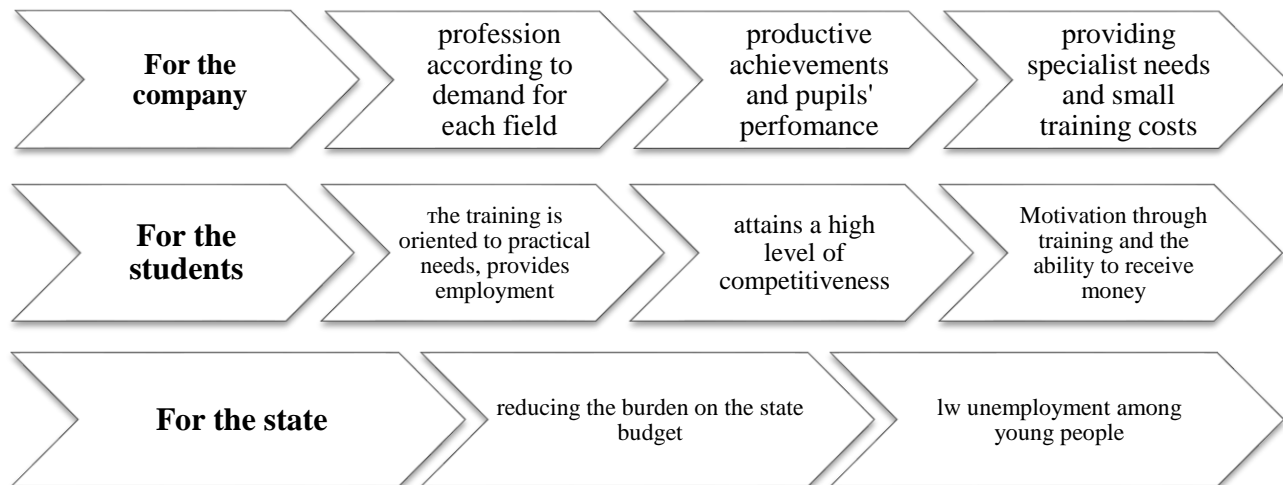 For the
company
profession
according to
demand for
each field
productive
achievements
and pupils'
perfomance
providing
specialist needs
and small
training costs
For the
students
тhe training is
oriented to practical
needs, provides
employment
attains a high
level of
competitiveness
Motivation through
training and the
ability to receive
money
For the state
reducing the burden on the state
budget
lw unemployment among
young people